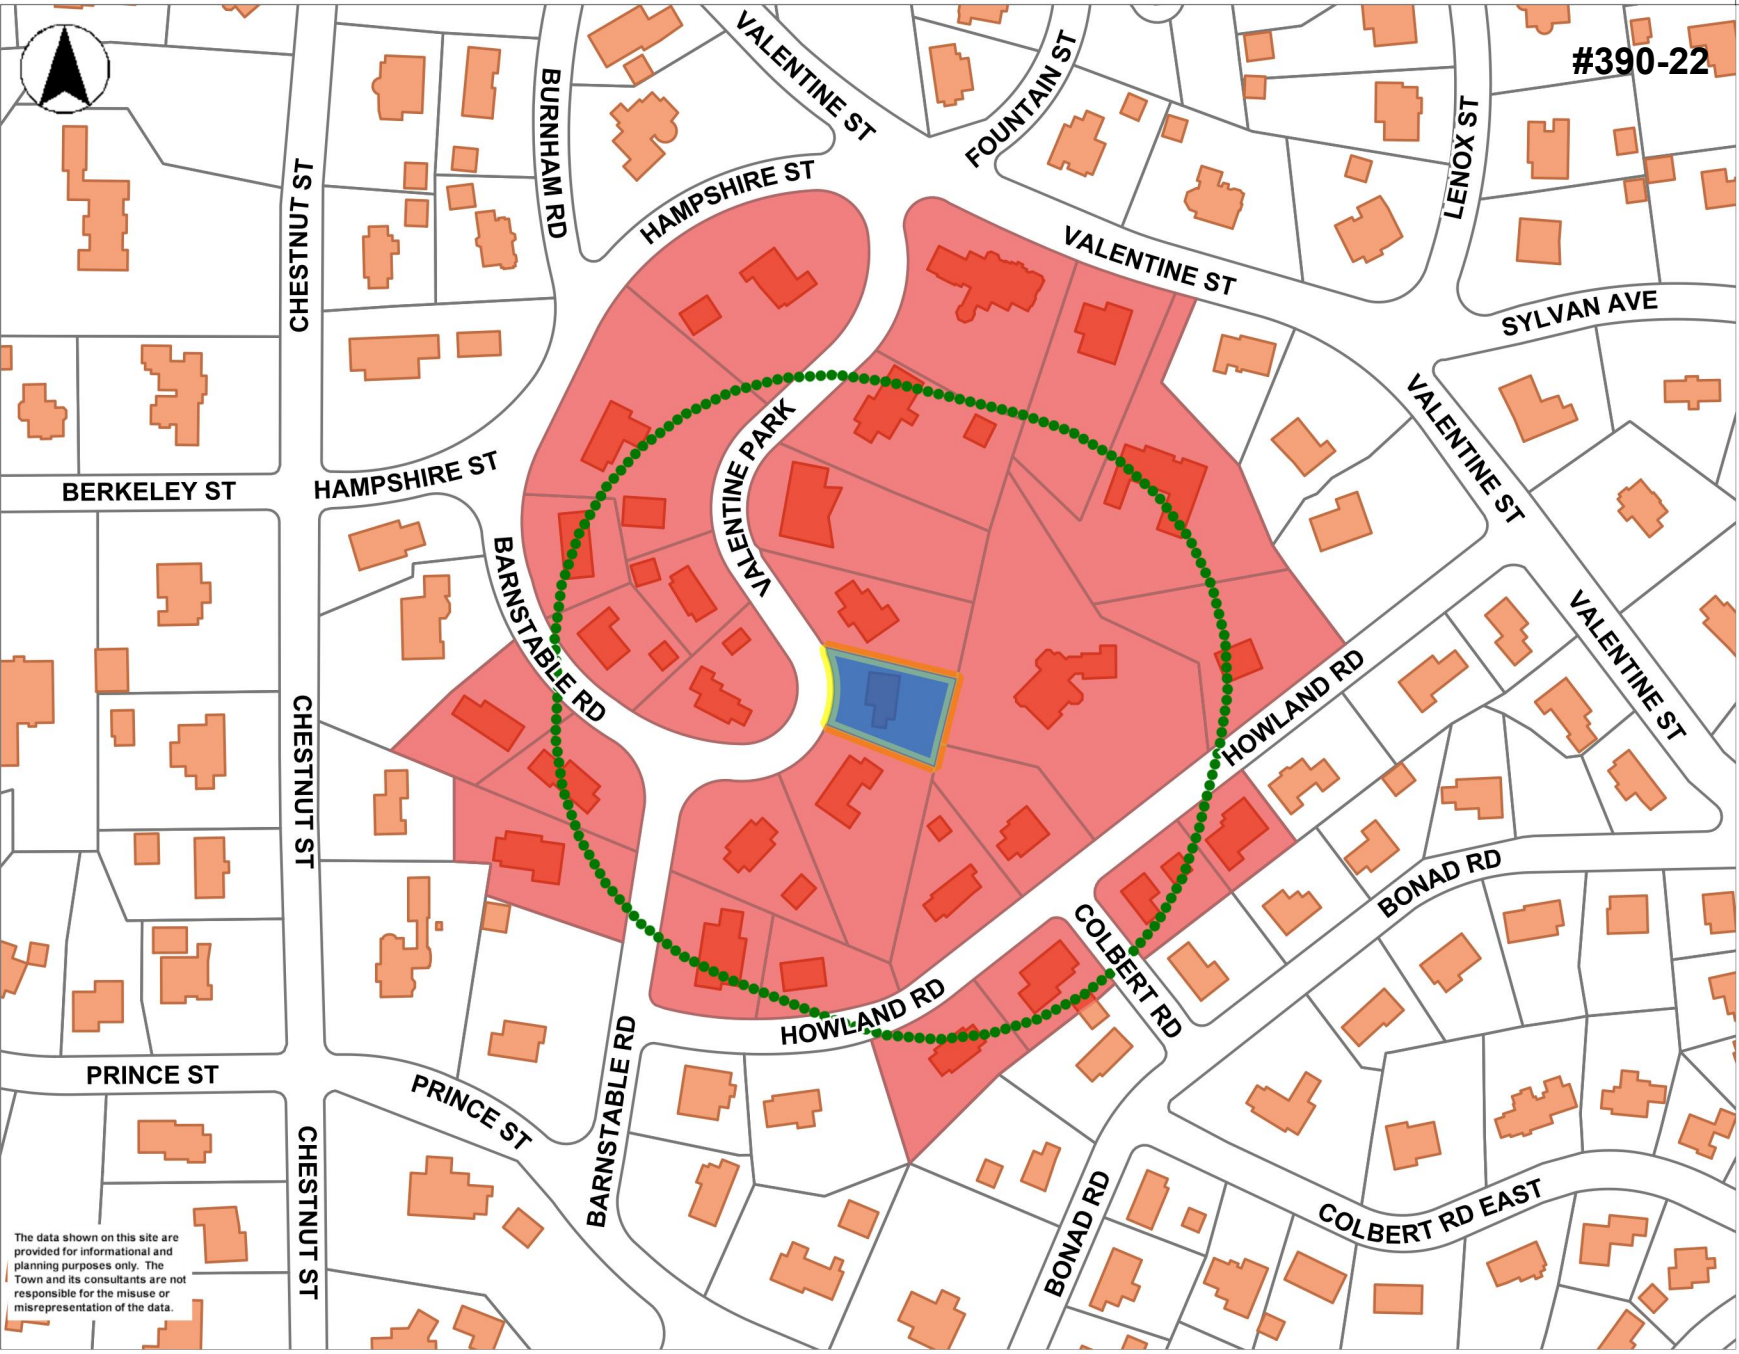 VALENTINE ST
FOUNTAIN ST
#390-22
BURNHAM RD
LENOX ST
CHESTNUT ST
HAMPSHIRE ST
VALENTINE ST
SYLVAN AVE
VALENTINE ST
VALENTINE PARK
HAMPSHIRE ST
BERKELEY ST
BARNSTABLE RD
VALENTINE ST
HOWLAND RD
CHESTNUT ST
BONAD RD
COLBERT RD
HOWLAND RD
PRINCE ST
PRINCE ST
BARNSTABLE RD
CHESTNUT ST
BONAD RD
COLBERT RD EAST
The data shown on this site are
provided for informational and
planning purposes only. The
Town and its consultants are not
responsible for the misuse or
misrepresentation of the data.